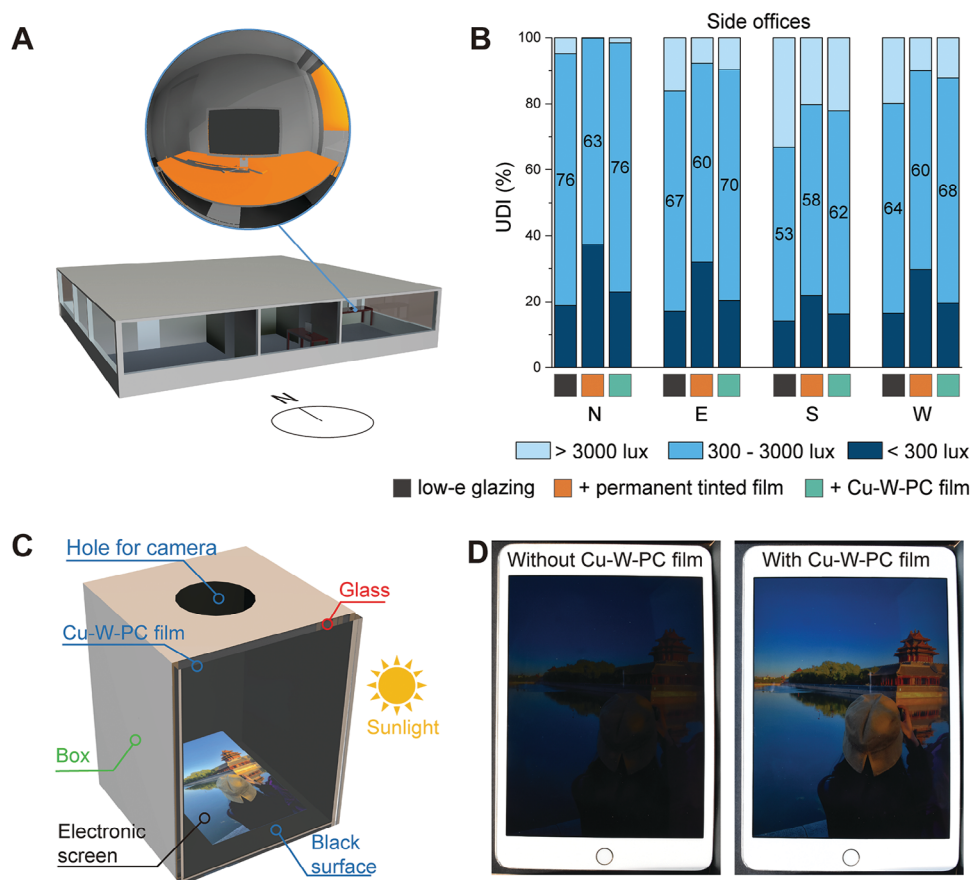 A
N
B
Side offices
UDI (%)
100
80
60
40
20
0
76
63
76
67
60
70
53
58
62
64
60
68
N
E
S
W
> 3000 lux
300 - 3000 lux
< 300 lux
low-e glazing
+ permanent tinted film
+ Cu-W-PC film
C
Hole for camera
Glass
Cu-W-PC film
Sunlight
Box
Electronic
screen
Black
surface
D
Without Cu-W-PC film
With Cu-W-PC film